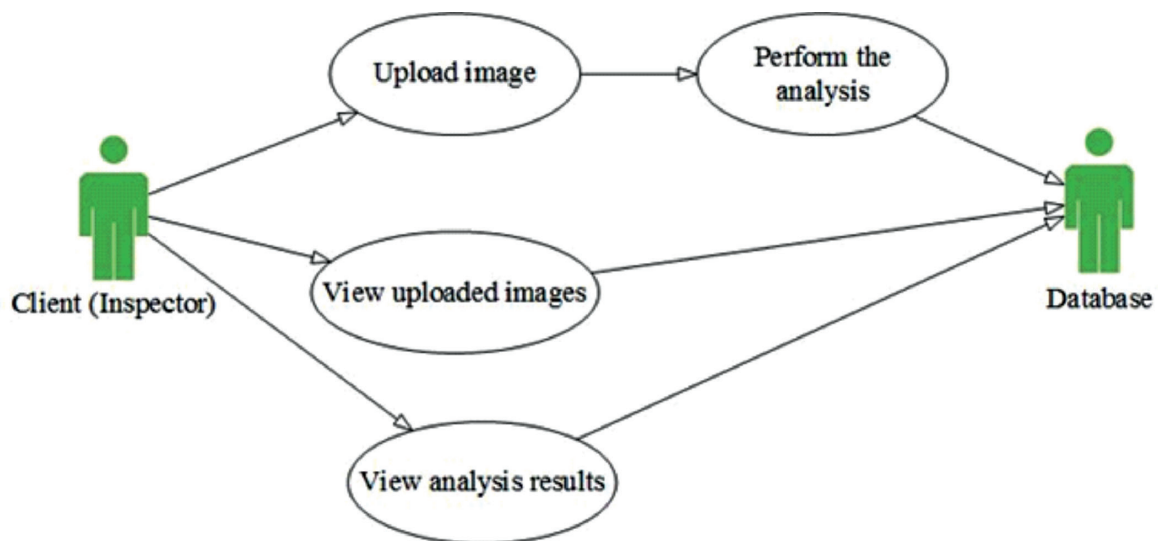 Upload image
Perform the
analysis
Client (Inspector)
View uploaded images
Database
View analysis results